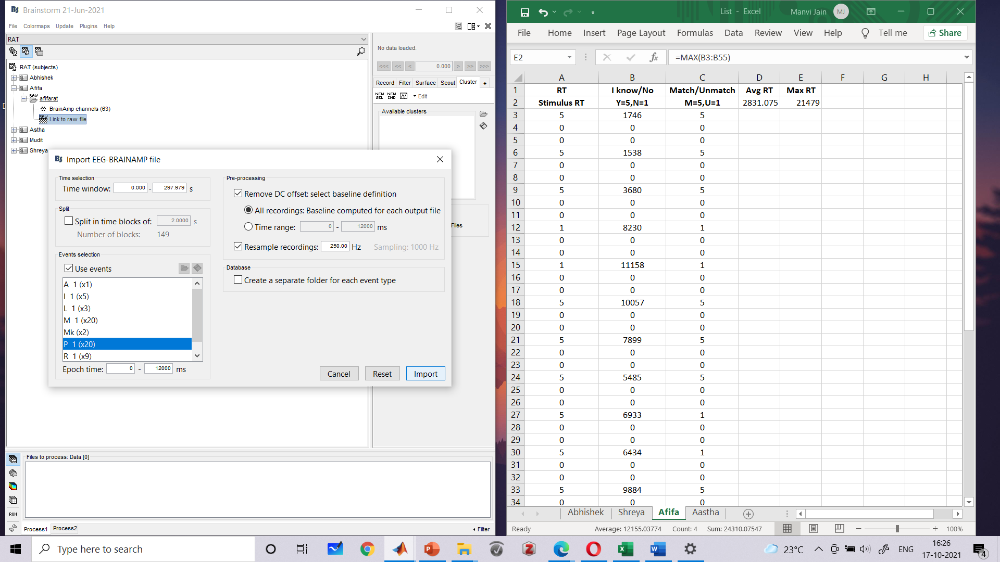 Brainstorm 21-Jun-2021
File Colormaps Update Plugins Help
RAT
RAT (subjects)
Abhishek
Afifa
afifarat
BrainAmp channels (63)
Link to raw file
Astha
Mudit
Shreya
No data loaded.
<<< << < 0.000 > >> >>>
Record Filter Surface Scout Cluster +
NEW SEL NEW IND Edit
Available clusters
Files
Import EEG-BRAINAMP file
Time selection
Time window: 0.000 - 297.979 s
Split
Split in time blocks of: 2.0000 s
Number of blocks: 149
Events selection
Use events
A 1 (x1)
I 1 (x5)
L 1 (x3)
M 1 (x20)
Mk (x2)
P 1 (x20)
R 1 (x9)
Epoch time: 0 - 12000 ms
Pre-processing
Remove DC offset: select baseline definition
All recordings: Baseline computed for each output file
Time range: 0 - 12000 ms
Resample recordings: 250.00 Hz Sampling: 1000 Hz
Database
Create a separate folder for each event type
Cancel Reset Import
Files to process: Data [0]
RUN
Process1 Process2 Filter
List - Excel Manvi Jain MJ
File Home Insert Page Layout Formulas Data Review View Help Tell me Share
E2 fx =MAX(B3:B55)
A B C D E F G H
1 RT I know/No Match/Unmatch Avg RT Max RT
2 Stimulus RT Y=5,N=1 M=5,U=1 2831.075 21479
3 5 1746 5
4 0 0 0
5 0 0 0
6 5 1538 5
7 0 0 0
8 0 0 0
9 5 3680 5
10 0 0 0
11 0 0 0
12 1 8230 1
13 0 0 0
14 0 0 0
15 1 11158 1
16 0 0 0
17 0 0 0
18 5 10057 5
19 0 0 0
20 0 0 0
21 5 7899 5
22 0 0 0
23 0 0 0
24 5 5485 5
25 0 0 0
26 0 0 0
27 5 6933 1
28 0 0 0
29 0 0 0
30 5 6434 1
31 0 0 0
32 0 0 0
33 5 9884 5
34 0 0 0
Abhishek Shreya Afifa Aastha
Ready Average: 12155.03774 Count: 4 Sum: 24310.07547 100%
Type here to search
23°C ENG 16:26
17-10-2021
4